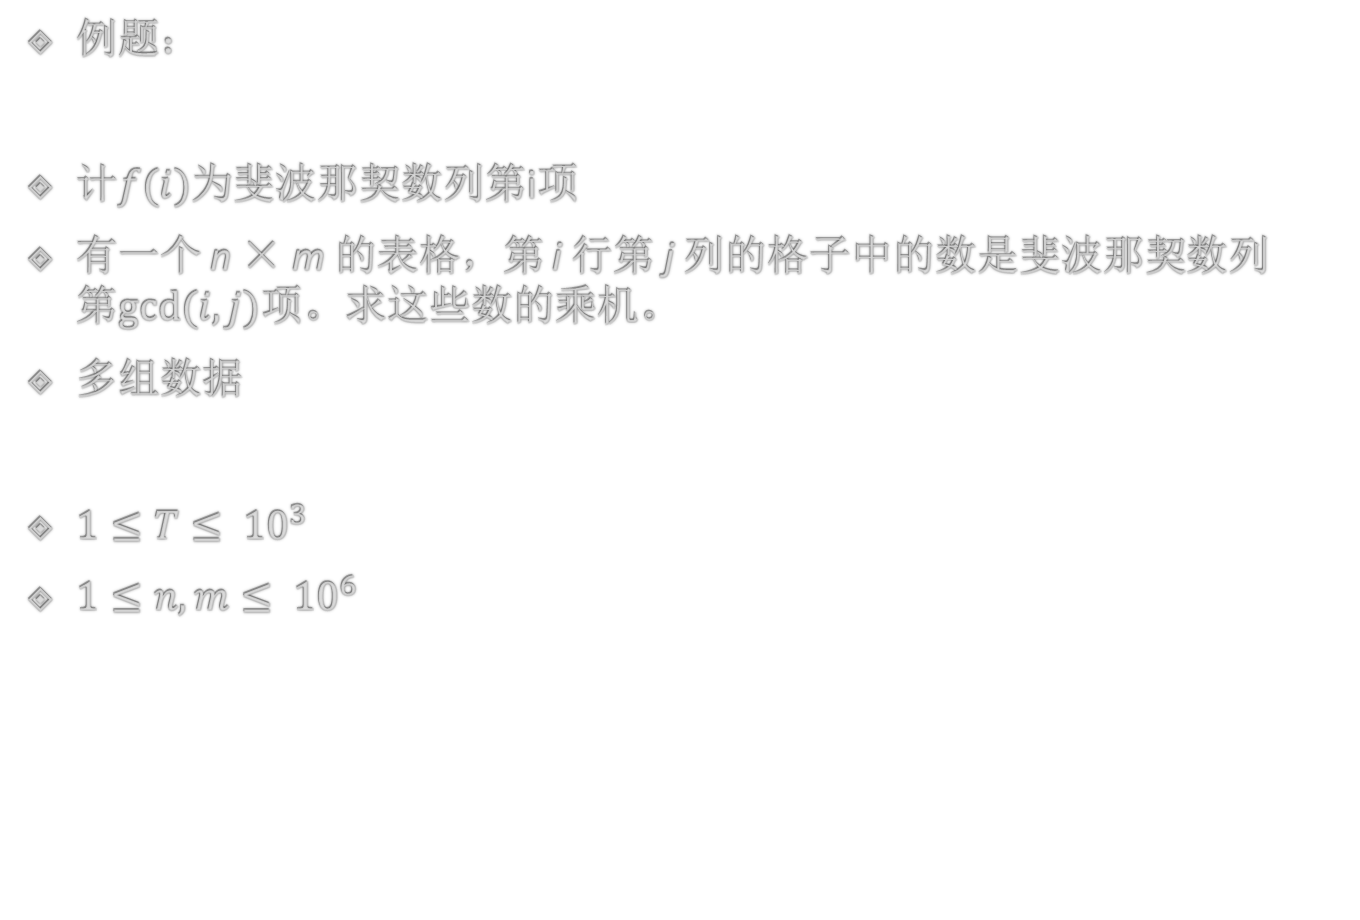 例题：
计f(i)为斐波那契数列第i项
有一个 n × m 的表格，第 i 行第 j 列的格子中的数是斐波那契数列
第gcd(i, j)项。求这些数的乘机。
多组数据
1 ≤ T ≤ 10³
1 ≤ n, m ≤ 10⁶